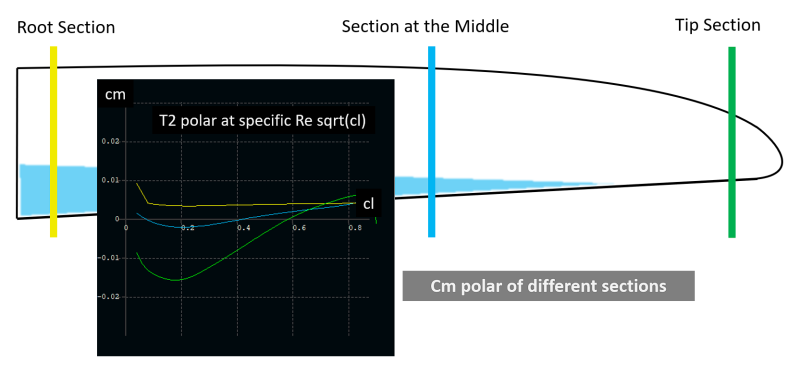 Root Section
Section at the Middle
Tip Section
cm
T2 polar at specific Re sqrt(cl)
0.02
0.01
cl
0
0
0.2
0.4
0.6
0.8
-0.01
-0.02
Cm polar of different sections